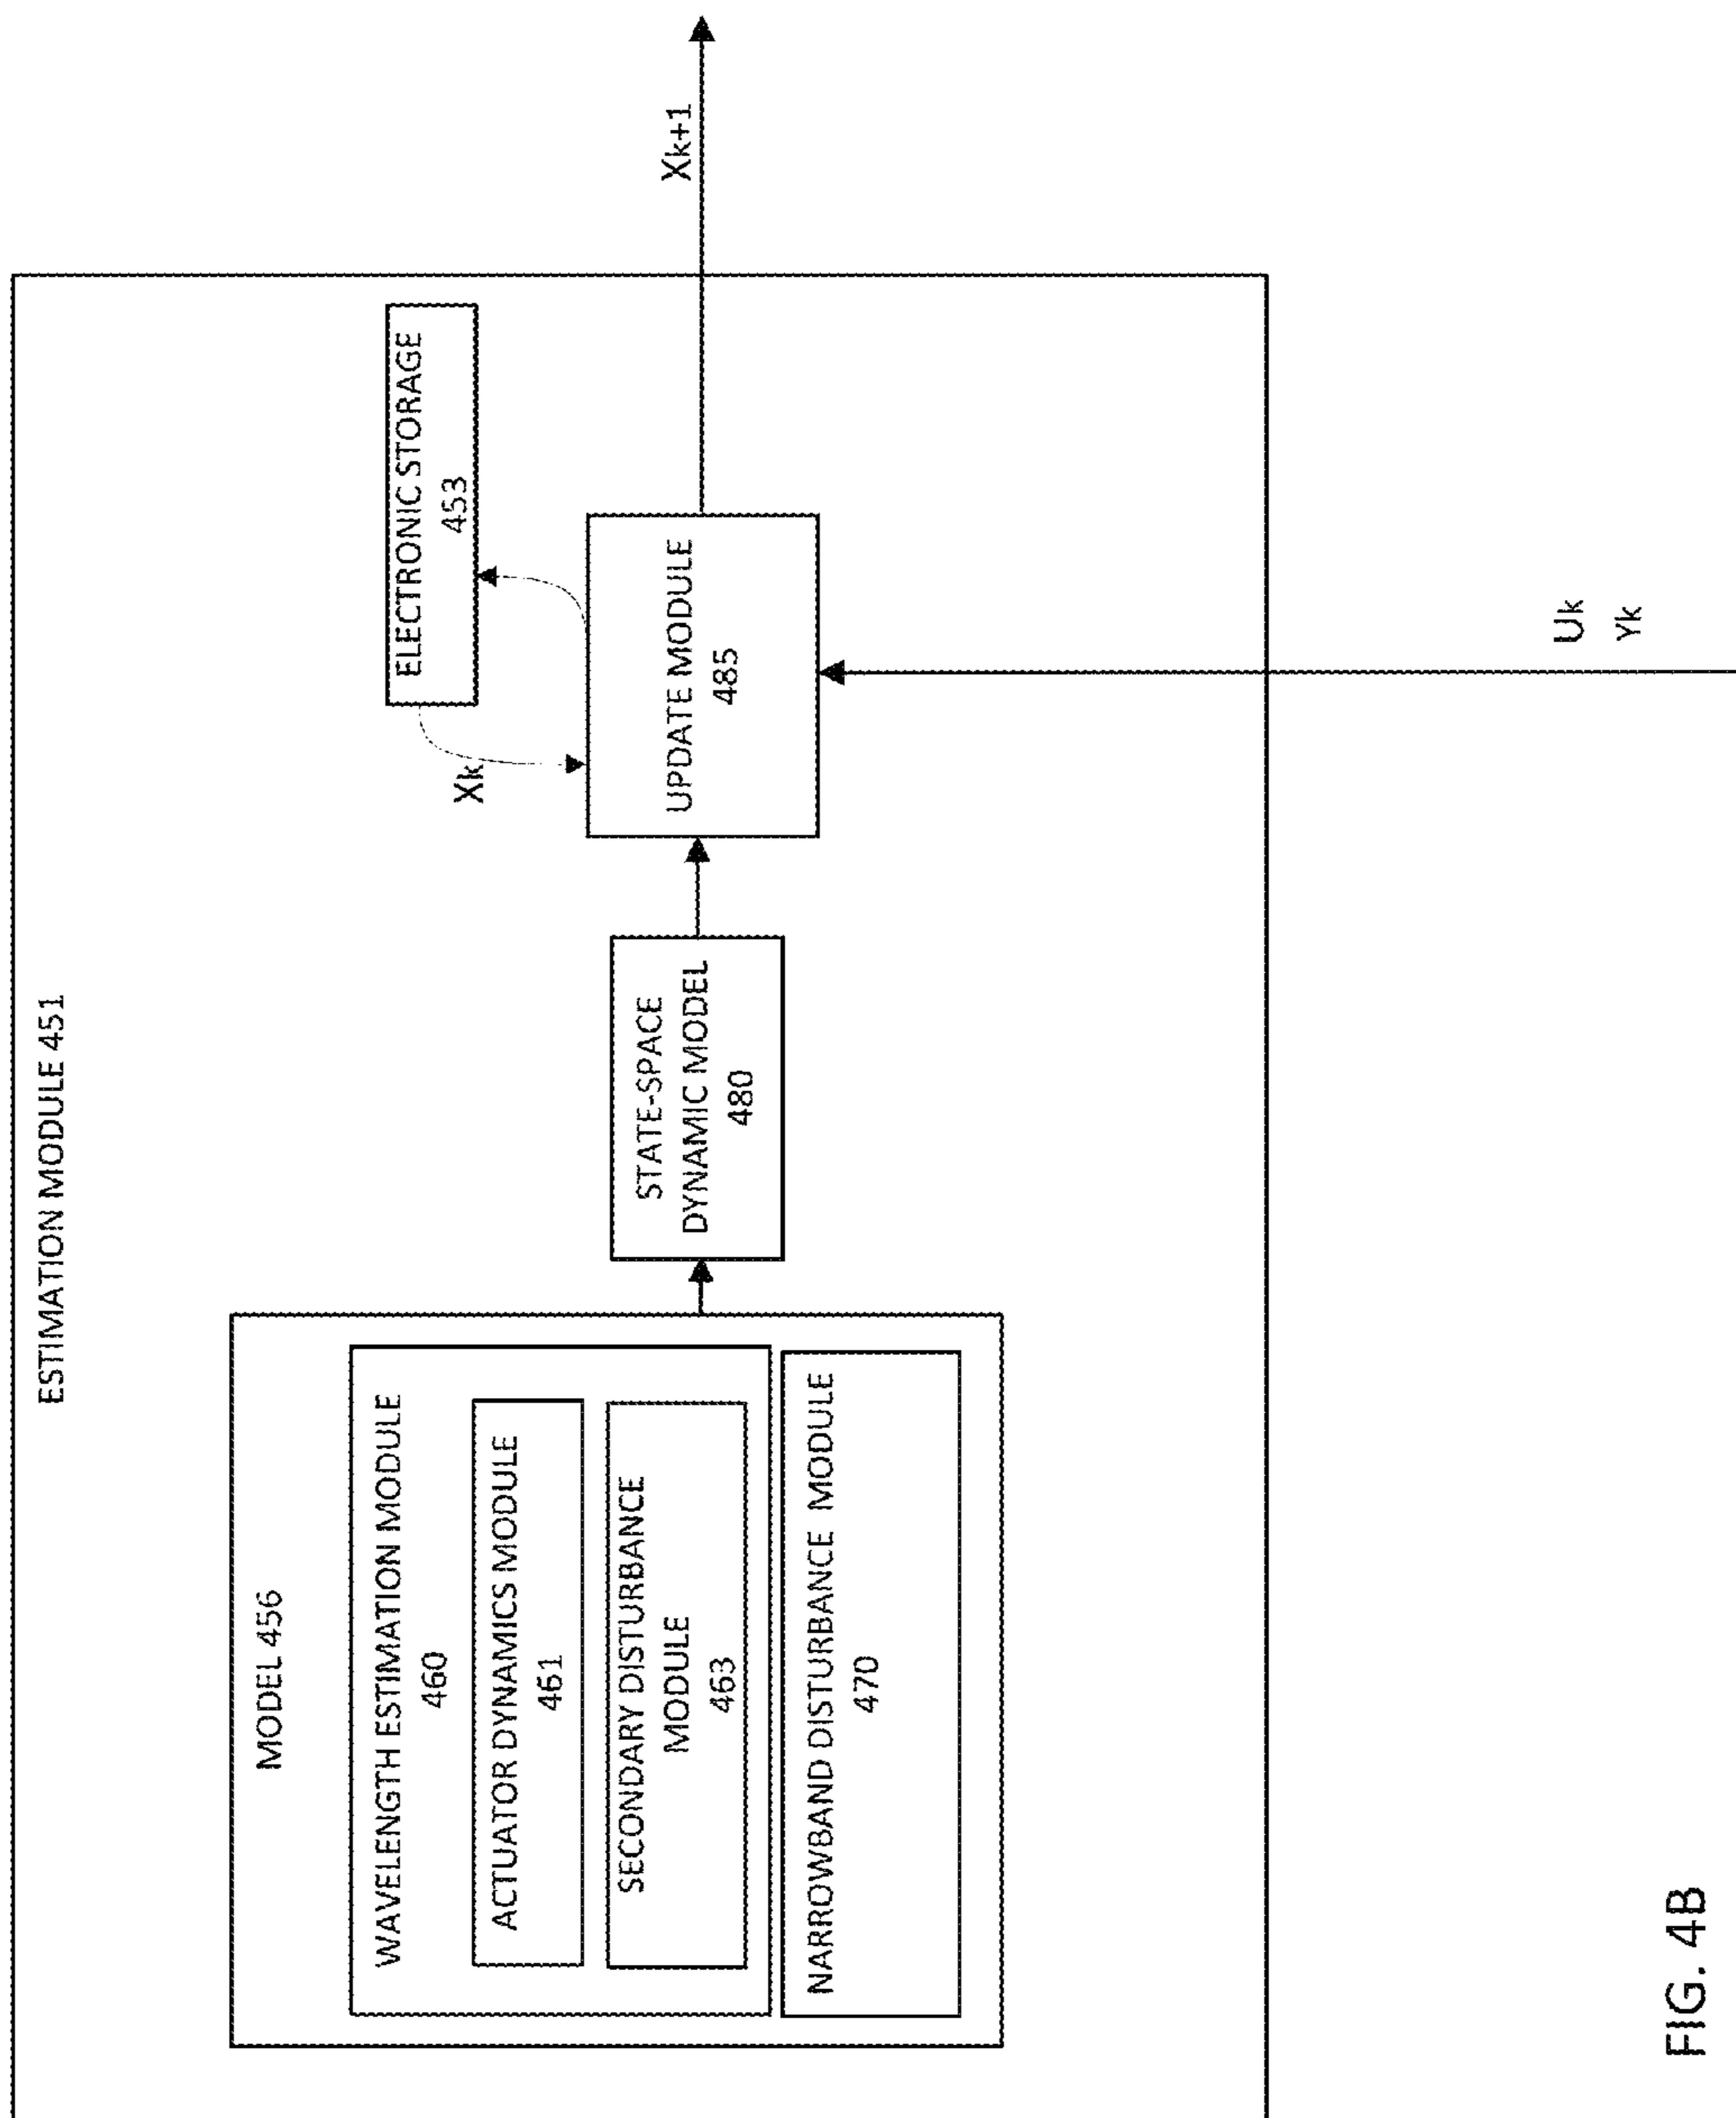 ESTIMATION MODULE 451
MODEL 456
WAVELENGTH ESTIMATION MODULE
460
ACTUATOR DYNAMICS MODULE
461
SECONDARY DISTURBANCE
MODULE
463
NARROWBAND DISTURBANCE MODULE
470
STATE-SPACE
DYNAMIC MODEL
480
ELECTRONIC STORAGE
453
Xk
UPDATE MODULE
485
Xk+1
Uk
Yk
FIG. 4B